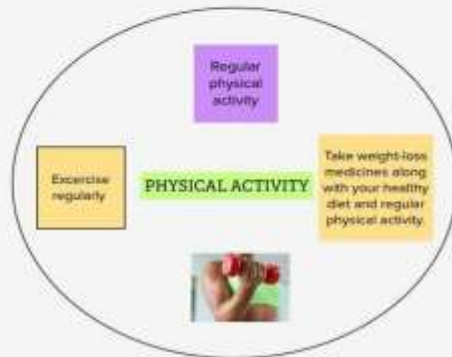 Regular
physical
activity
Excercise
regularly
PHYSICAL ACTIVITY
Take weight-loss
medicines along
with your healthy
diet and regular
physical activity.